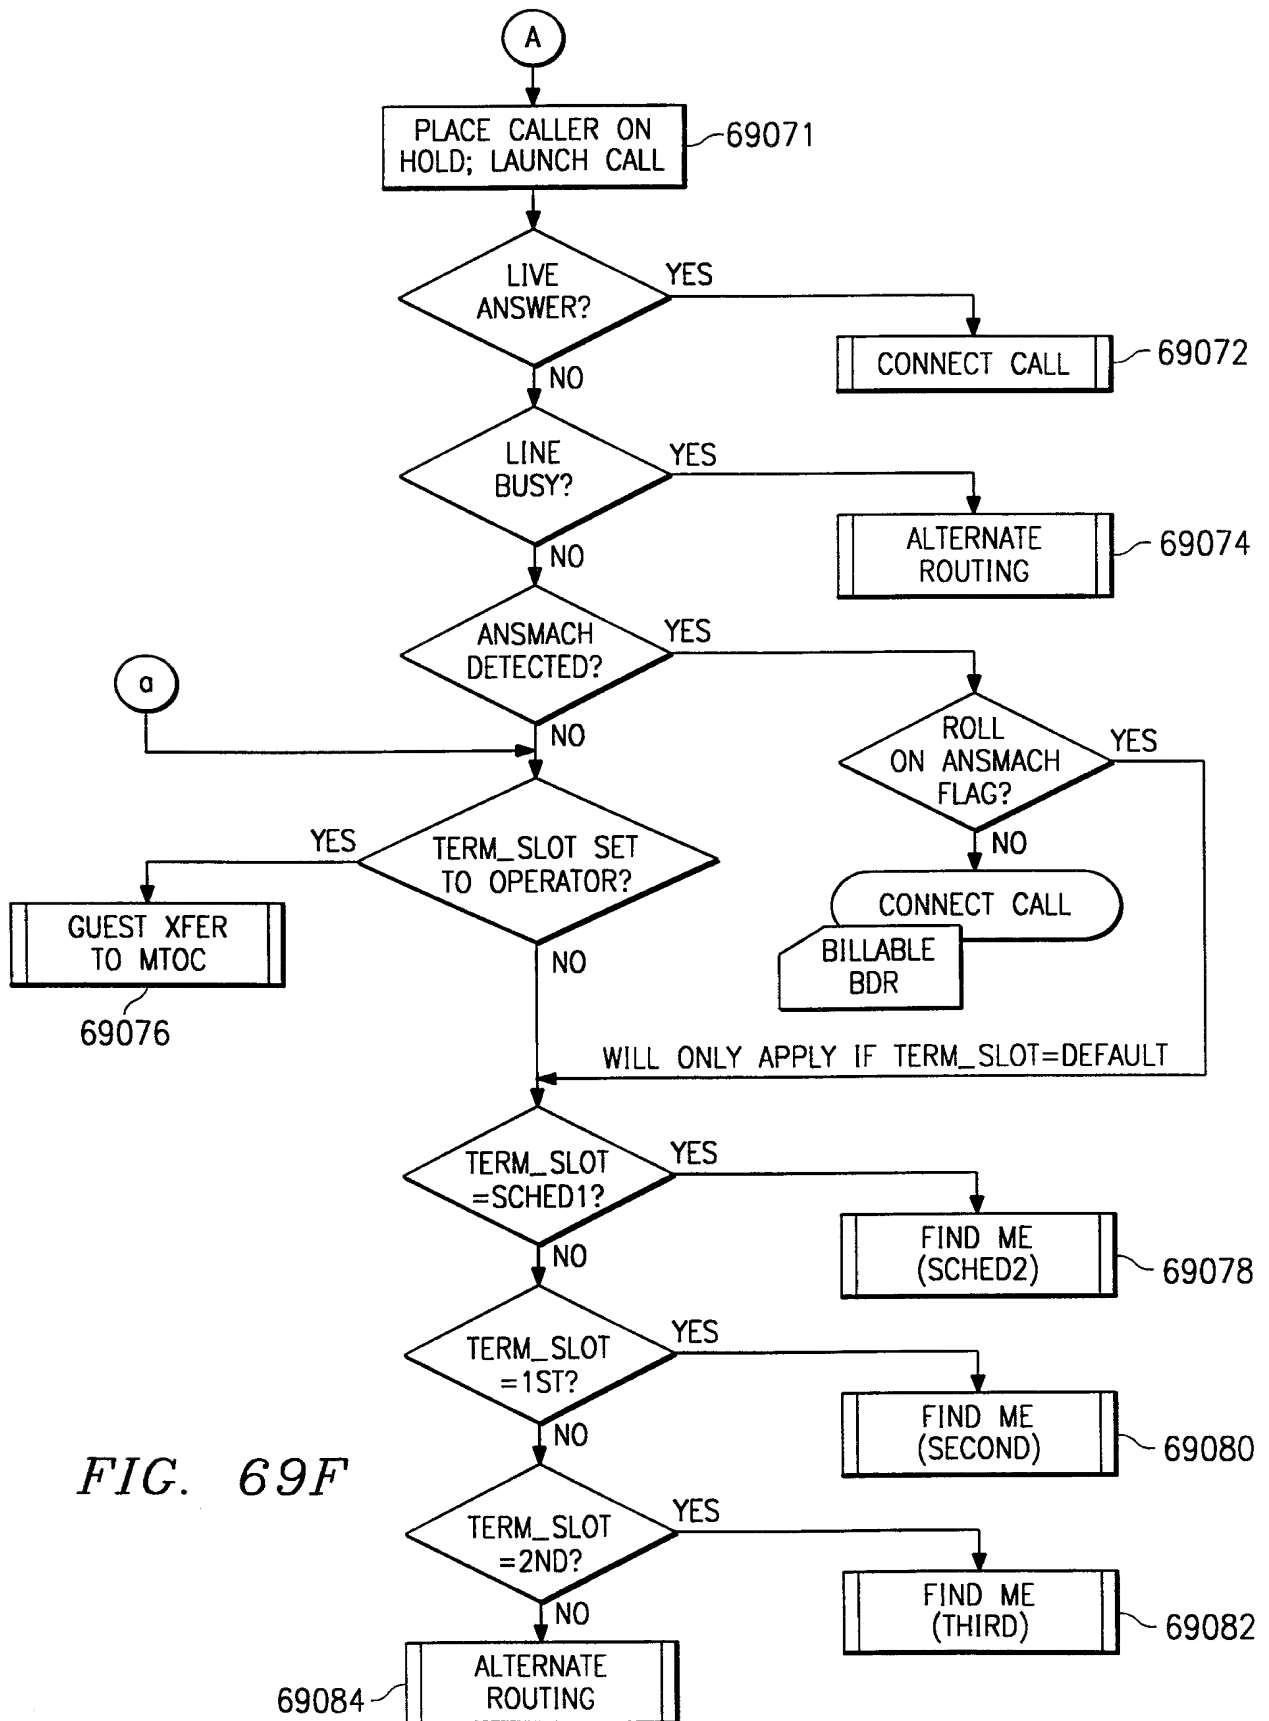 A
PLACE CALLER ON
HOLD; LAUNCH CALL
69071
LIVE
ANSWER?
YES
NO
CONNECT CALL
69072
LINE
BUSY?
YES
NO
ALTERNATE
ROUTING
69074
ANSMACH
DETECTED?
YES
NO
a
ROLL
ON ANSMACH
FLAG?
YES
NO
CONNECT CALL
BILLABLE
BDR
TERM_SLOT SET
TO OPERATOR?
YES
NO
GUEST XFER
TO MTOC
69076
WILL ONLY APPLY IF TERM_SLOT=DEFAULT
TERM_SLOT
=SCHED1?
YES
NO
FIND ME
(SCHED2)
69078
TERM_SLOT
=1ST?
YES
NO
FIND ME
(SECOND)
69080
FIG. 69F
TERM_SLOT
=2ND?
YES
NO
FIND ME
(THIRD)
69082
ALTERNATE
ROUTING
69084